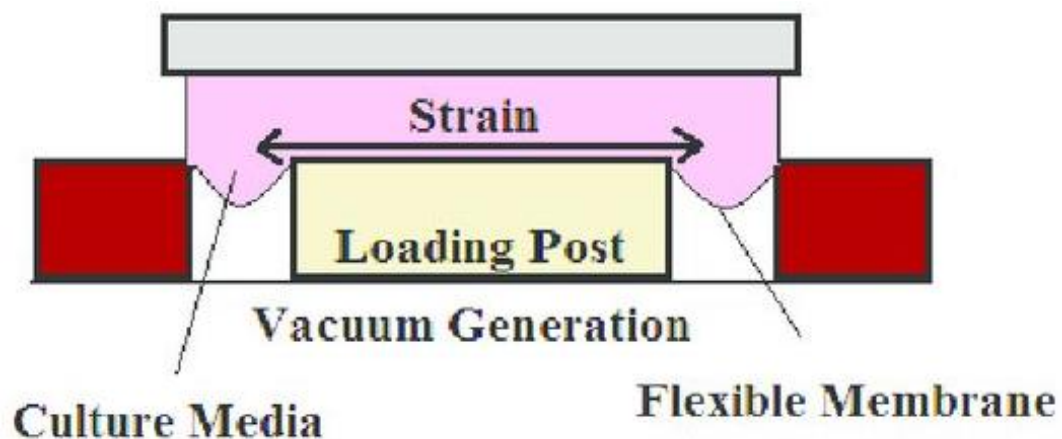 Strain
Loading Post
Vacuum Generation
Flexible Membrane
Culture Media